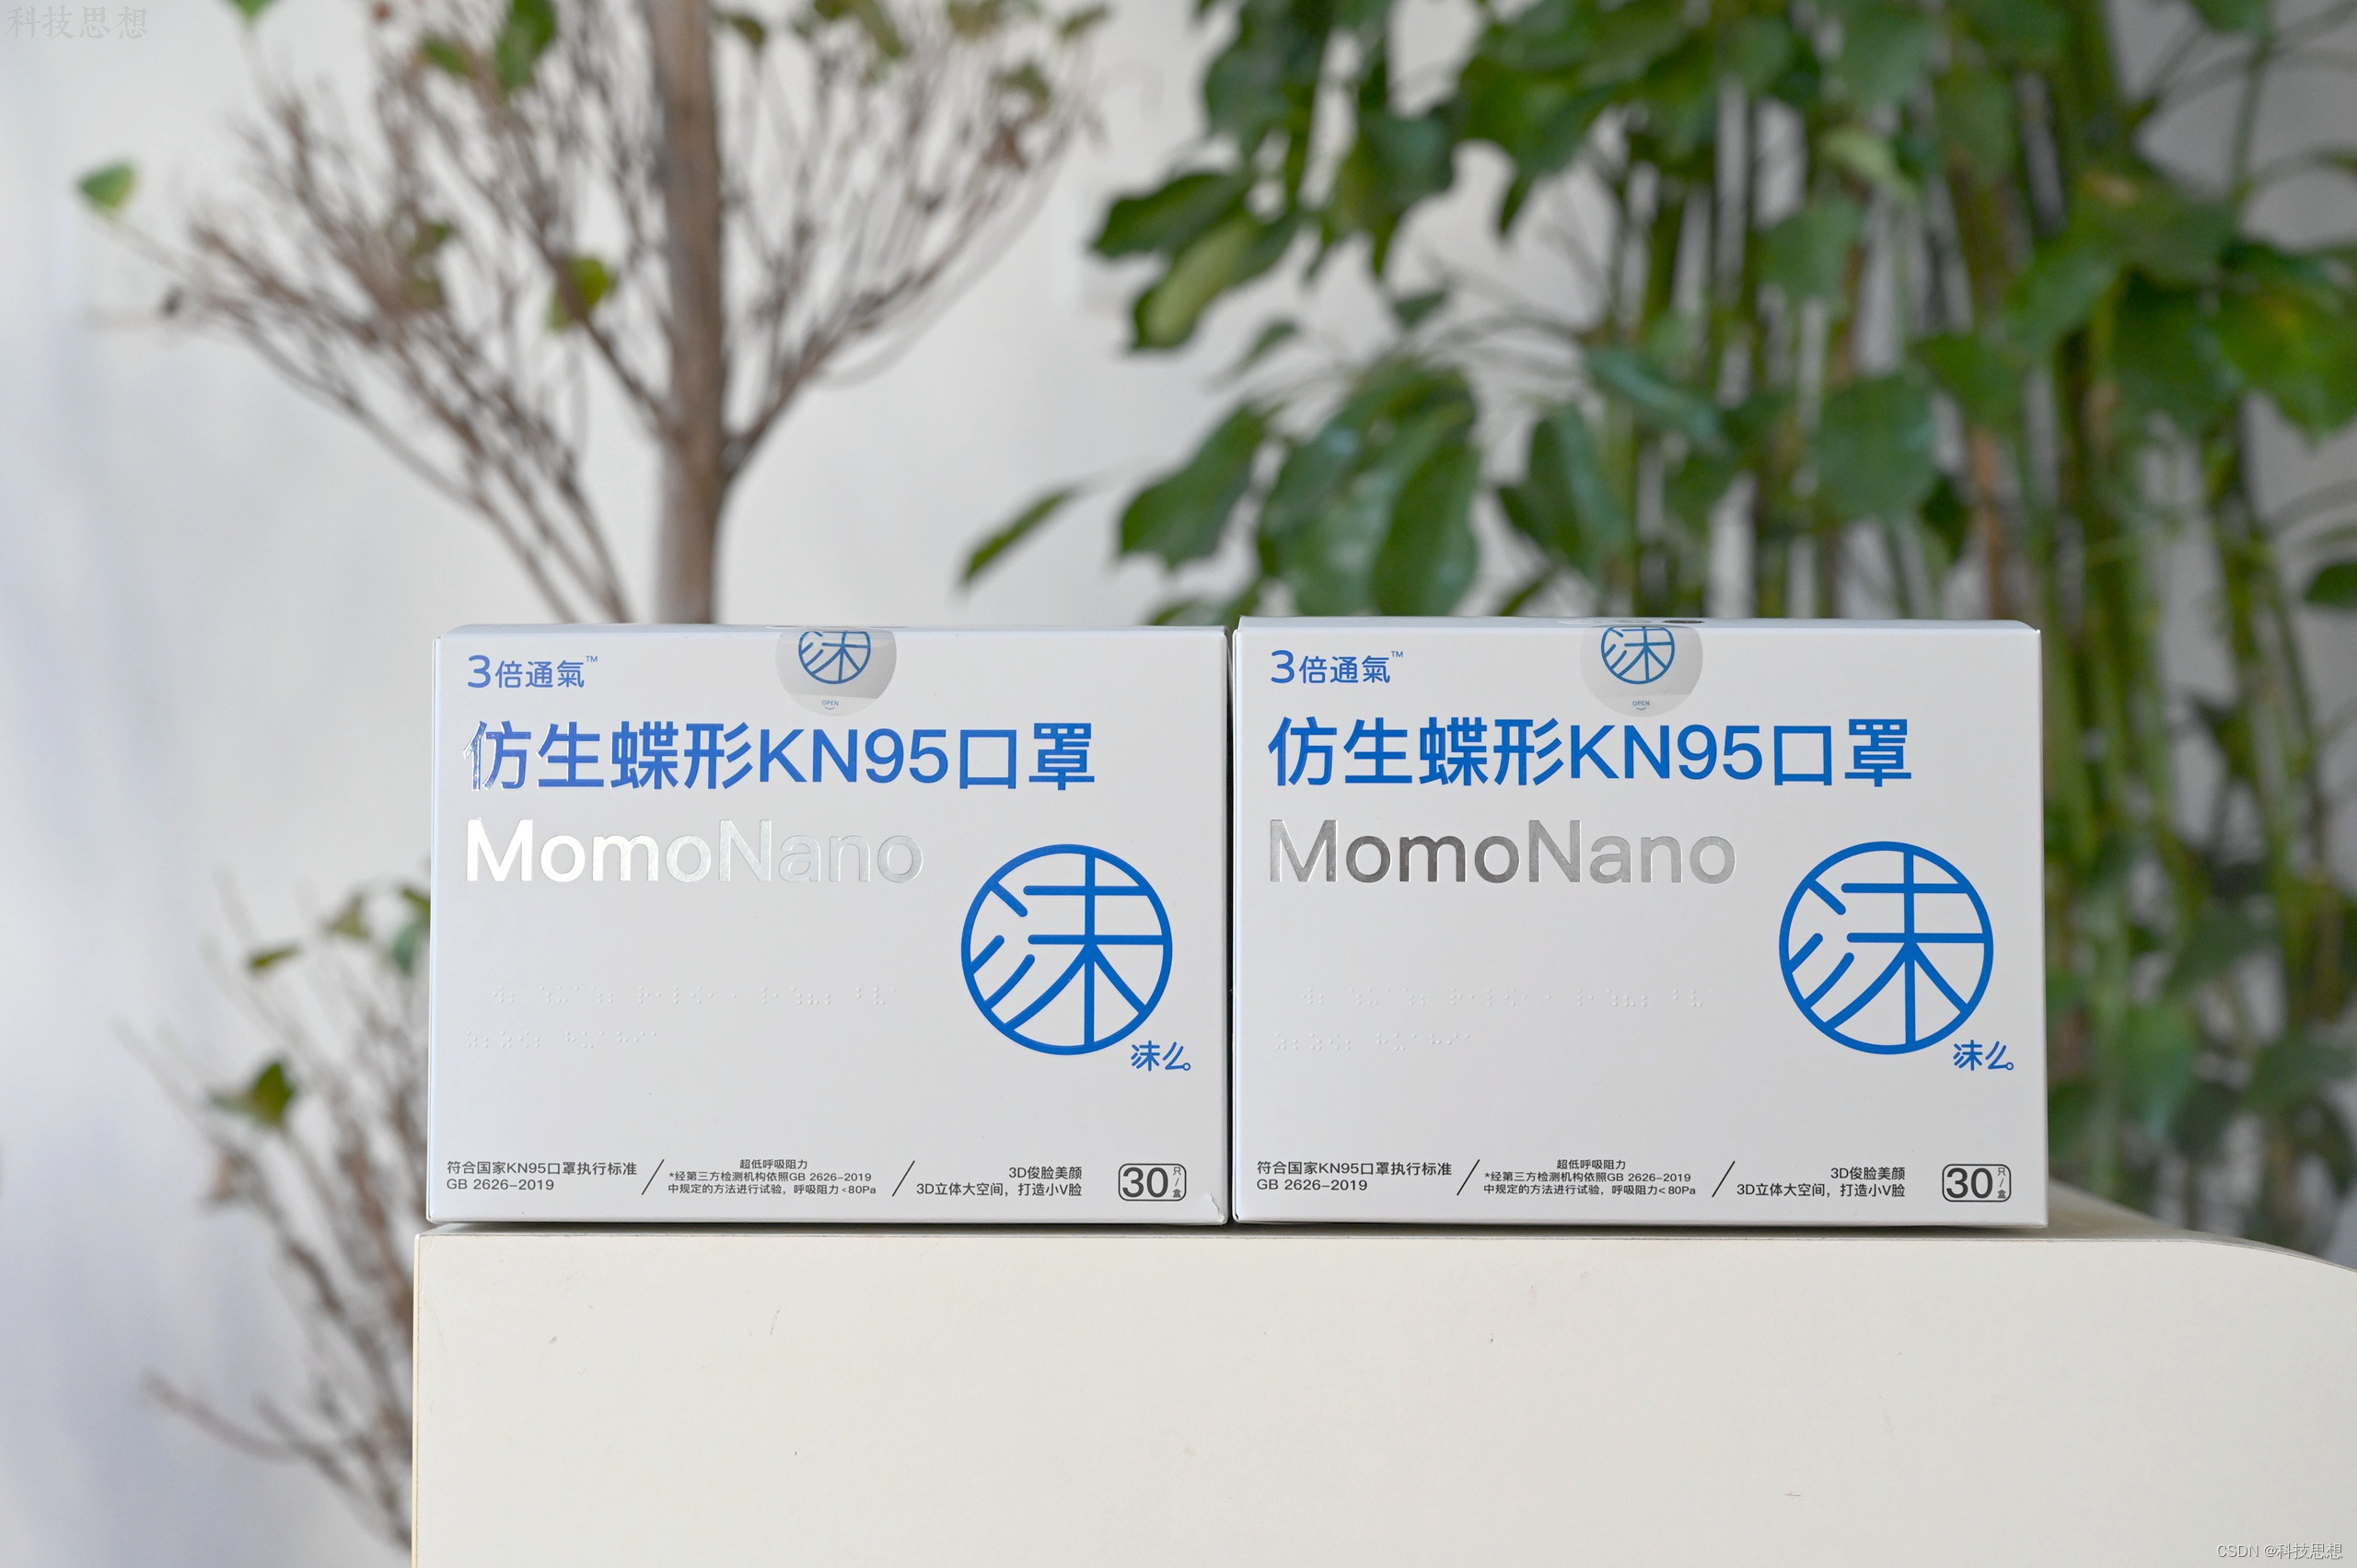 科技思想
3倍通氣™
沫
OPEN
仿生蝶形KN95口罩
MomoNano
沫
沫么。
符合国家KN95口罩执行标准
GB 2626-2019
超低呼吸阻力
*经第三方检测机构依照GB 2626-2019
中规定的方法进行试验，呼吸阻力<80Pa
3D俊脸美颜
3D立体大空间，打造小V脸
30只/盒
3倍通氣™
沫
OPEN
仿生蝶形KN95口罩
MomoNano
沫
沫么。
符合国家KN95口罩执行标准
GB 2626-2019
超低呼吸阻力
*经第三方检测机构依照GB 2626-2019
中规定的方法进行试验，呼吸阻力<80Pa
3D俊脸美颜
3D立体大空间，打造小V脸
30只/盒
CSDN @科技思想